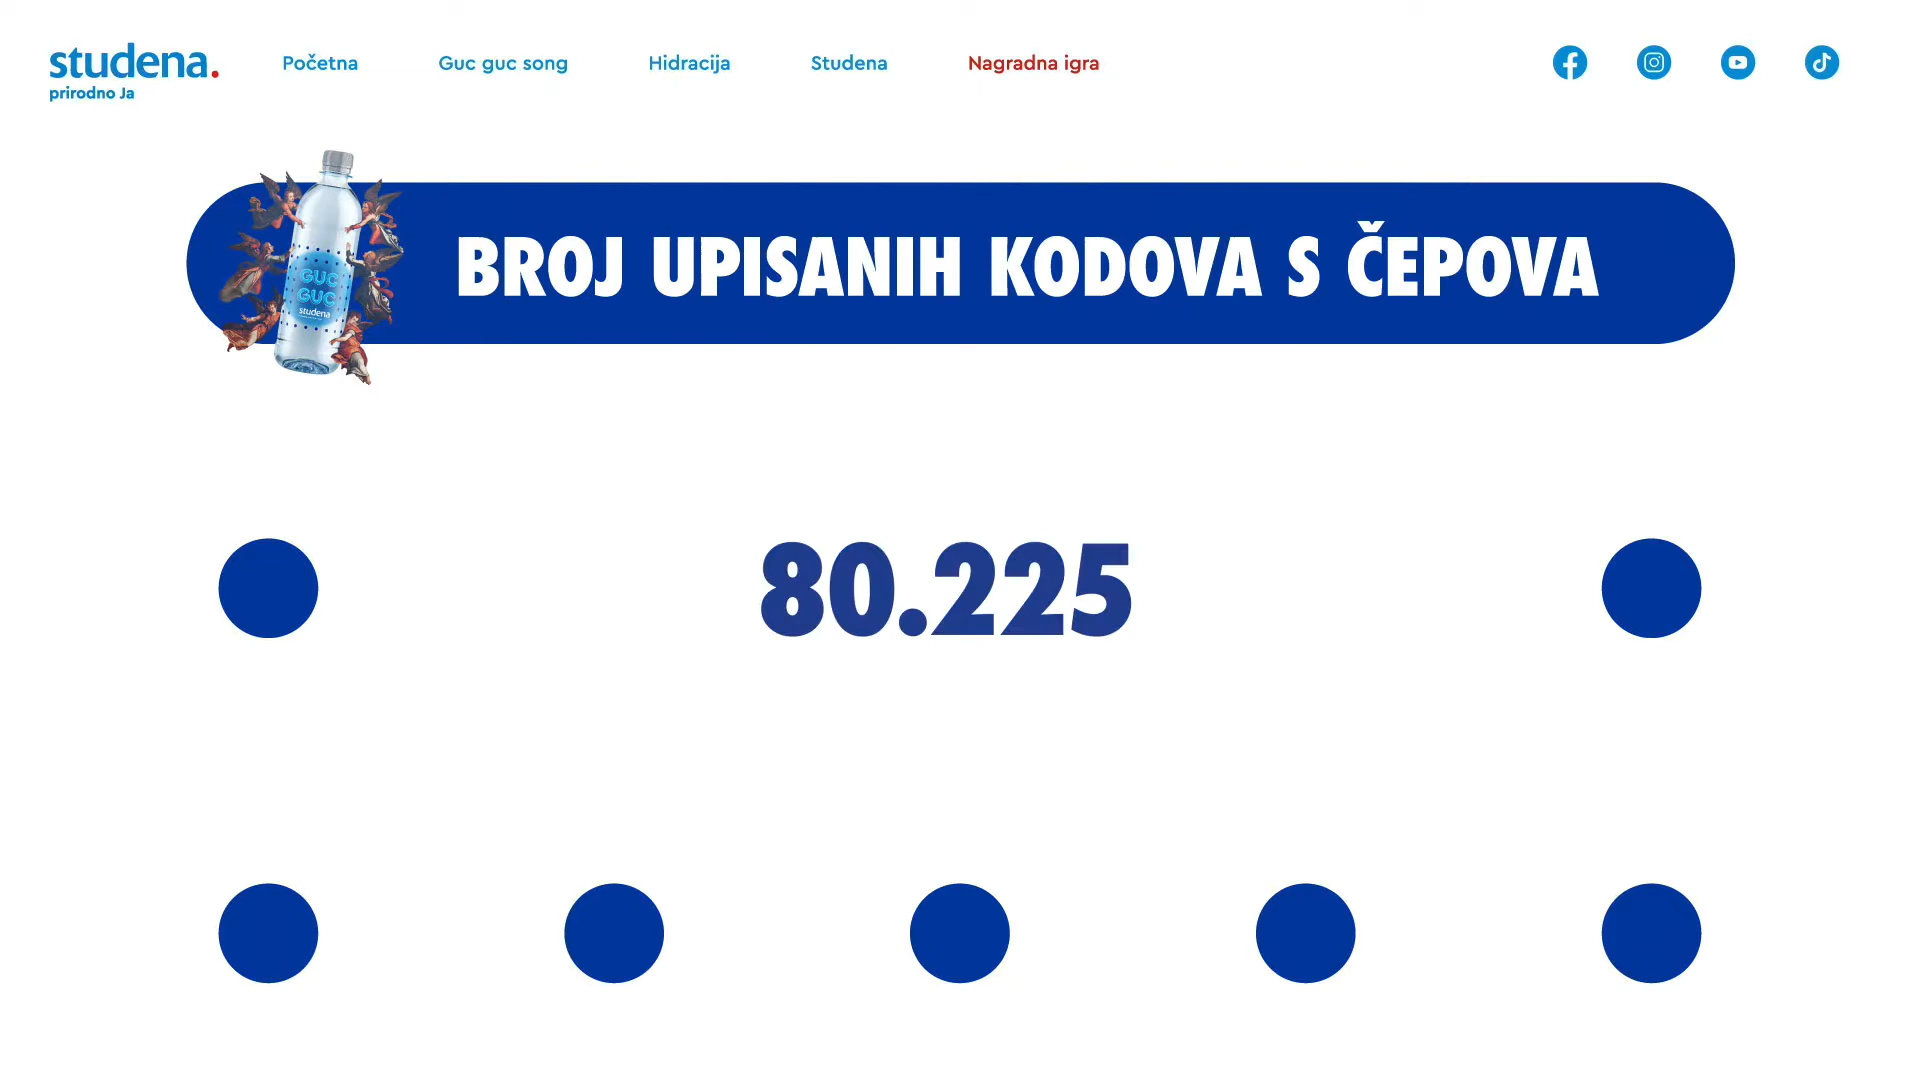 studena.
prirodno Ja
Početna
Guc guc song
Hidracija
Studena
Nagradna igra
GUC
GUC
studena
BROJ UPISANIH KODOVA S ČEPOVA
80.225